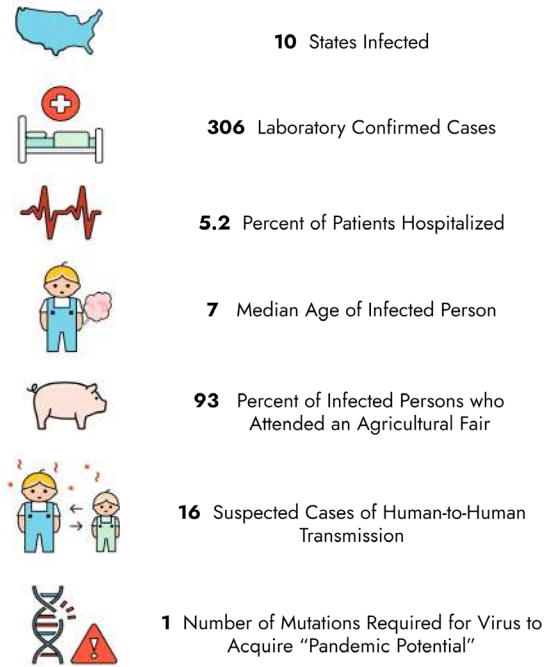 10 States Infected
306 Laboratory Confirmed Cases
5.2 Percent of Patients Hospitalized
7 Median Age of Infected Person
93 Percent of Infected Persons who
Attended an Agricultural Fair
16 Suspected Cases of Human-to-Human
Transmission
1 Number of Mutations Required for Virus to
Acquire “Pandemic Potential”